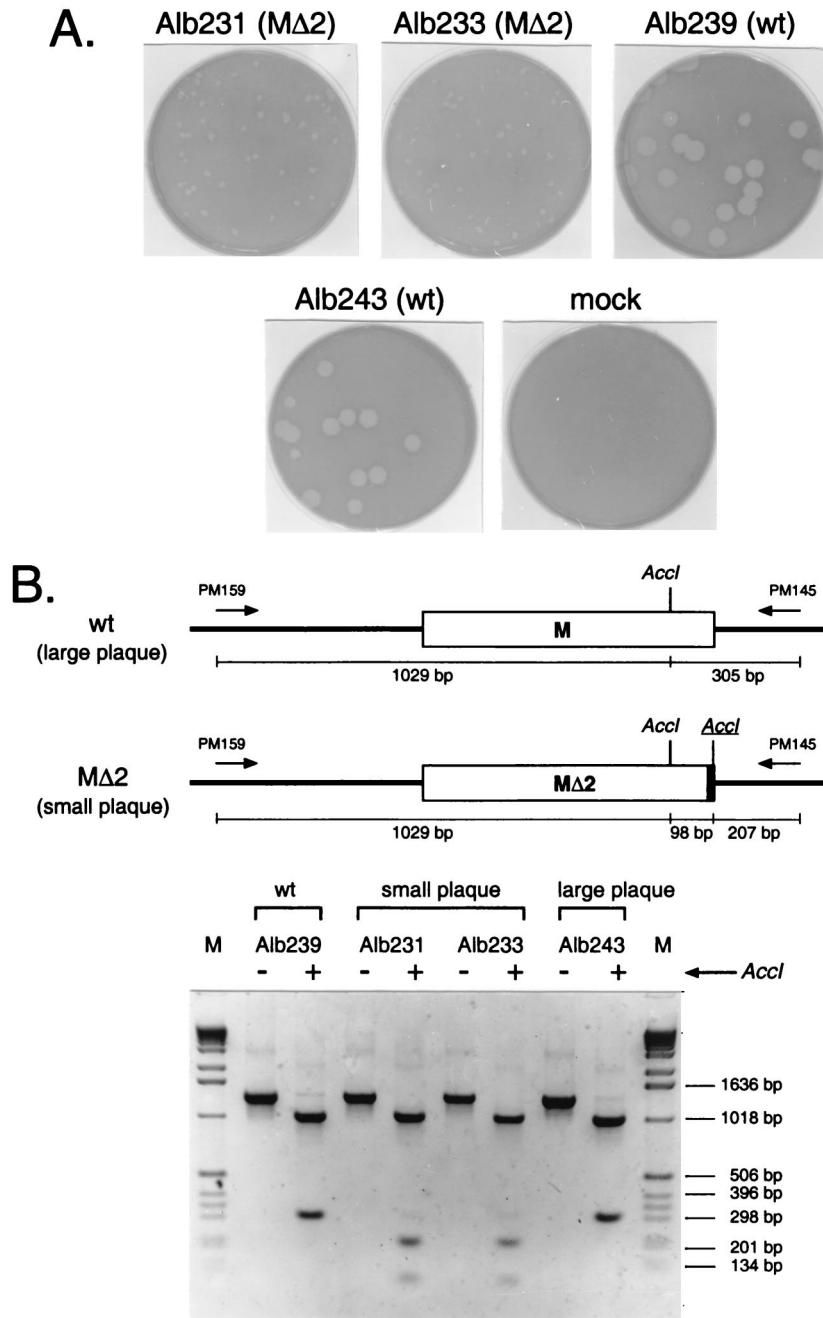 A.
Alb231 (MΔ2) Alb233 (MΔ2) Alb239 (wt)
Alb243 (wt) mock
B.
AccI
PM159 PM145
wt
(large plaque)
M
1029 bp 305 bp
AccI AccI
PM159 PM145
MΔ2
(small plaque)
MΔ2
1029 bp 98 bp 207 bp
wt small plaque large plaque
M Alb239 Alb231 Alb233 Alb243 M
- + - + - + - + AccI
1636 bp
1018 bp
506 bp
396 bp
298 bp
201 bp
134 bp